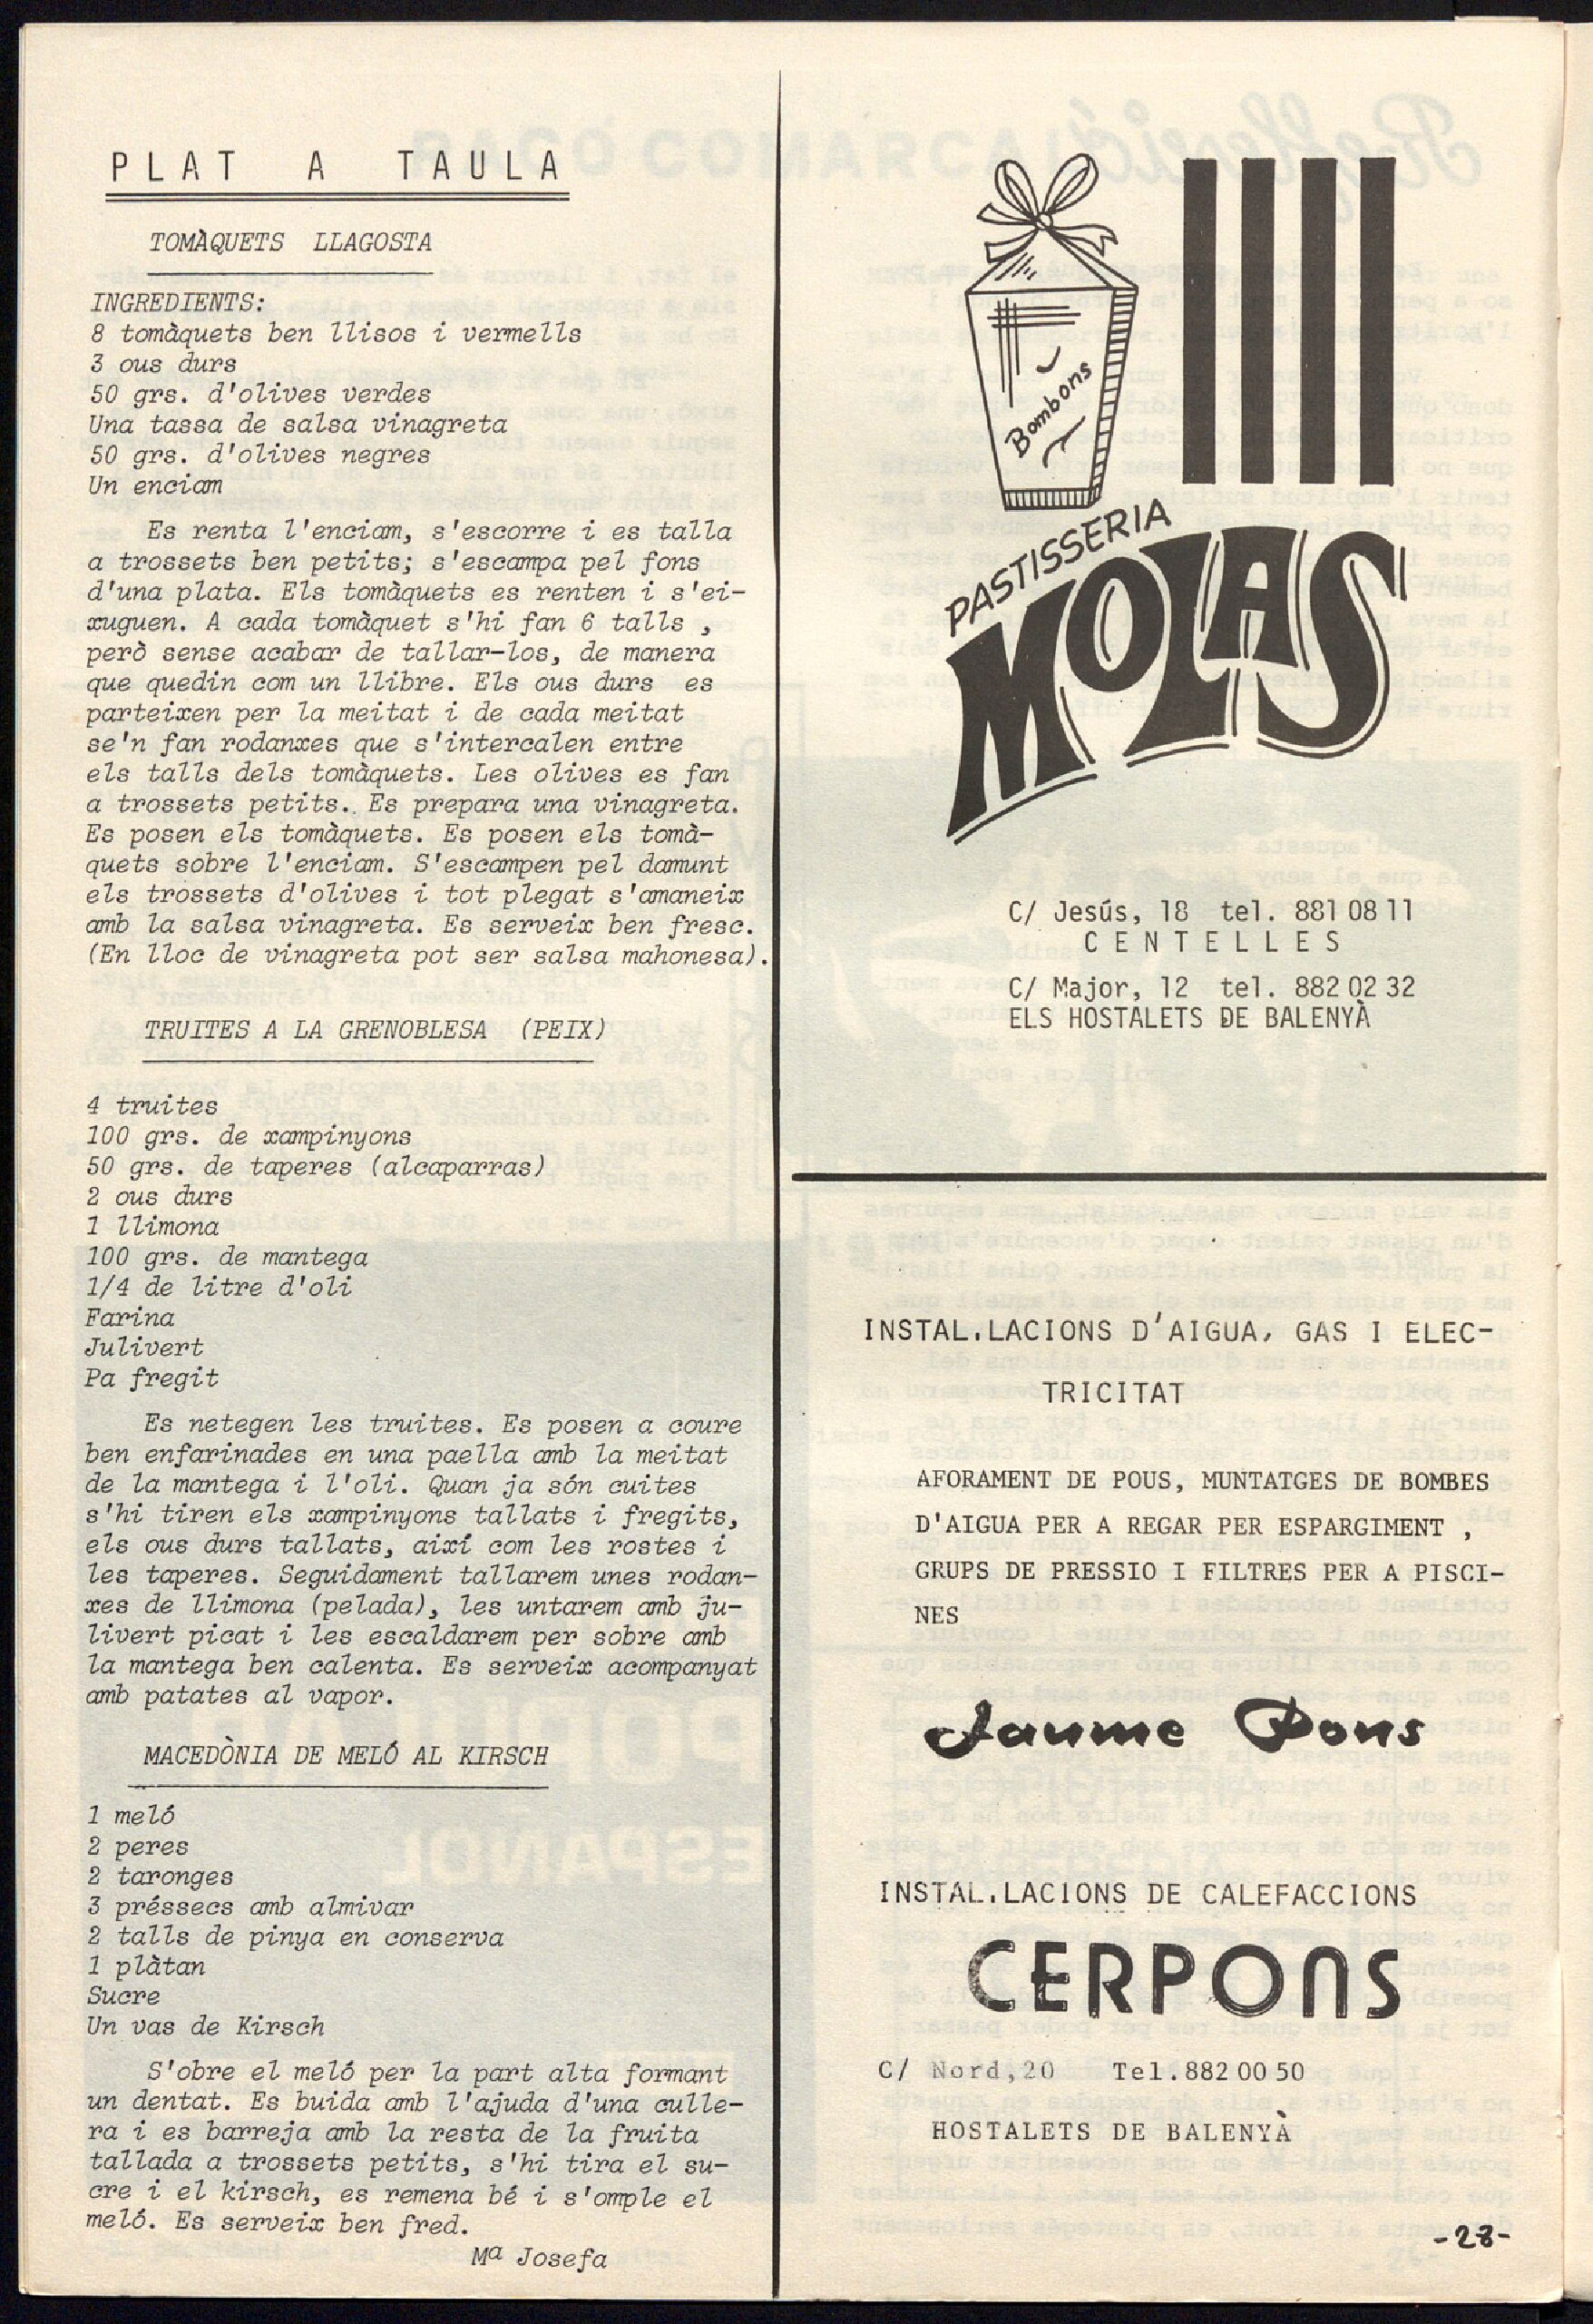 PLAT A TAULA
TOMÀQUETS LLAGOSTA
INGREDIENTS:
8 tomàquets ben llisos i vermells
3 ous durs
50 grs. d'olives verdes
Una tassa de salsa vinagreta
50 grs. d'olives negres
Un enciam
Es renta l'enciam, s'escorre i es talla
a trossets ben petits; s'escampa pel fons
d'una plata. Els tomàquets es renten i s'ei-
xuguen. A cada tomàquet s'hi fan 6 talls ,
però sense acabar de tallar-los, de manera
que quedin com un llibre. Els ous durs es
parteixen per la meitat i de cada meitat
se'n fan rodanxes que s'intercalen entre
els talls dels tomàquets. Les olives es fan
a trossets petits.. Es prepara una vinagreta.
Es posen els tomàquets. Es posen els tomà-
quets sobre l'enciam. S'escampen pel damunt
els trossets d'olives i tot plegat s'amaneix
amb la salsa vinagreta. Es serveix ben fresc.
(En lloc de vinagreta pot ser salsa mahonesa).
TRUITES A LA GRENOBLESA (PEIX)
4 truites
100 grs. de xampinyons
50 grs. de taperes (alcaparras)
2 ous durs
1 llimona
100 grs. de mantega
1/4 de litre d'oli
Farina
Julivert
Pa fregit
Es netegen les truites. Es posen a coure
ben enfarinades en una paella amb la meitat
de la mantega i l'oli. Quan ja són cuites
s'hi tiren els xampinyons tallats i fregits,
els ous durs tallats, així com les rostes i
les taperes. Seguidament tallarem unes rodan-
xes de llimona (pelada), les untarem amb ju-
livert picat i les escaldarem per sobre amb
la mantega ben calenta. Es serveix acompanyat
amb patates al vapor.
MACEDÒNIA DE MELÓ AL KIRSCH
1 meló
2 peres
2 taronges
3 préssecs amb almivar
2 talls de pinya en conserva
1 plàtan
Sucre
Un vas de Kirsch
S'obre el meló per la part alta formant
un dentat. Es buida amb l'ajuda d'una culle-
ra i es barreja amb la resta de la fruita
tallada a trossets petits, s'hi tira el su-
cre i el kirsch, es remena bé i s'omple el
meló. Es serveix ben fred.
Mª Josefa
Bombons
PASTISSERIA
MOLAS
C/ Jesús, 18 tel. 881 08 11
CENTELLES
C/ Major, 12 tel. 882 02 32
ELS HOSTALETS DE BALENYÀ
INSTAL.LACIONS D'AIGUA, GAS I ELEC-
TRICITAT
AFORAMENT DE POUS, MUNTATGES DE BOMBES
D'AIGUA PER A REGAR PER ESPARGIMENT ,
GRUPS DE PRESSIO I FILTRES PER A PISCI-
NES
Jaume Pons
INSTAL.LACIONS DE CALEFACCIONS
CERPONS
C/ Nord,20 Tel.882 00 50
HOSTALETS DE BALENYÀ
-28-